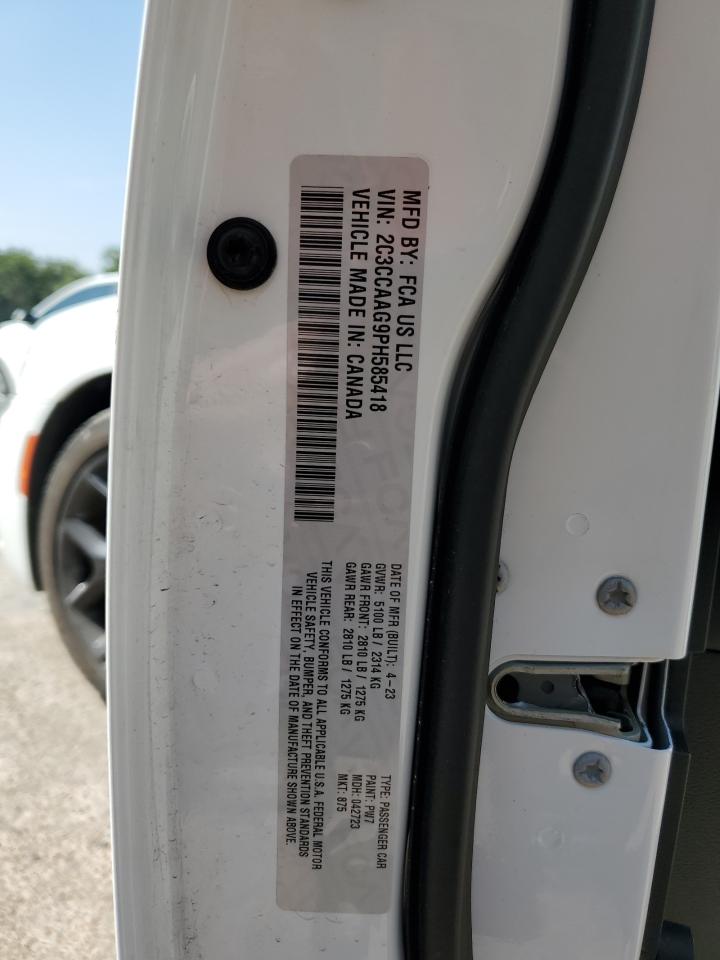 MFD BY: FCA US LLC
VIN: 2C3CCAAG9PH585418
VEHICLE MADE IN: CANADA
DATE OF MFR (BUILT): 4-23
GVWR: 5100 LB / 2314 KG
GAWR FRONT: 2810 LB / 1275 KG
GAWR REAR: 2810 LB / 1275 KG
TYPE: PASSENGER CAR
PAINT: PW7
MDH: 042723
MKT: 875
THIS VEHICLE CONFORMS TO ALL APPLICABLE U.S.A. FEDERAL MOTOR
VEHICLE SAFETY, BUMPER, AND THEFT PREVENTION STANDARDS
IN EFFECT ON THE DATE OF MANUFACTURE SHOWN ABOVE.